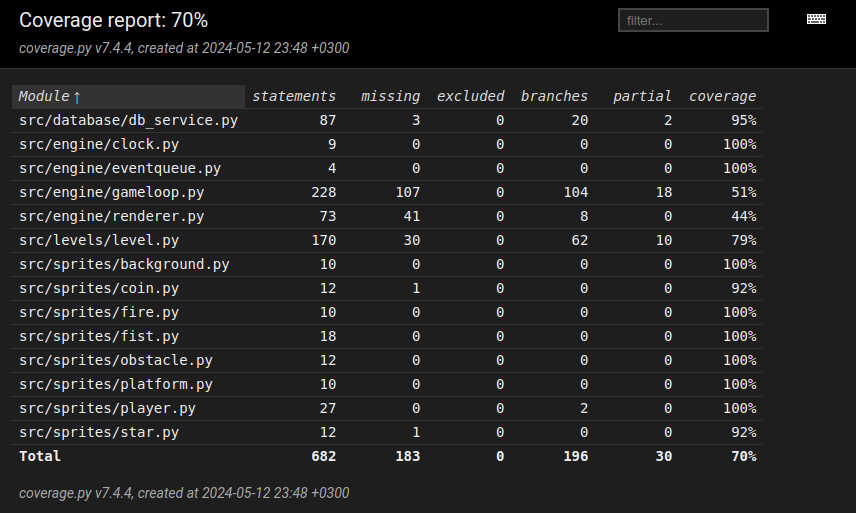 Coverage report: 70%
filter...
coverage.py v7.4.4, created at 2024-05-12 23:48 +0300
Module ↑ statements missing excluded branches partial coverage
src/database/db_service.py 87 3 0 20 2 95%
src/engine/clock.py 9 0 0 0 0 100%
src/engine/eventqueue.py 4 0 0 0 0 100%
src/engine/gameloop.py 228 107 0 104 18 51%
src/engine/renderer.py 73 41 0 8 0 44%
src/levels/level.py 170 30 0 62 10 79%
src/sprites/background.py 10 0 0 0 0 100%
src/sprites/coin.py 12 1 0 0 0 92%
src/sprites/fire.py 10 0 0 0 0 100%
src/sprites/fist.py 18 0 0 0 0 100%
src/sprites/obstacle.py 12 0 0 0 0 100%
src/sprites/platform.py 10 0 0 0 0 100%
src/sprites/player.py 27 0 0 2 0 100%
src/sprites/star.py 12 1 0 0 0 92%
Total 682 183 0 196 30 70%
coverage.py v7.4.4, created at 2024-05-12 23:48 +0300